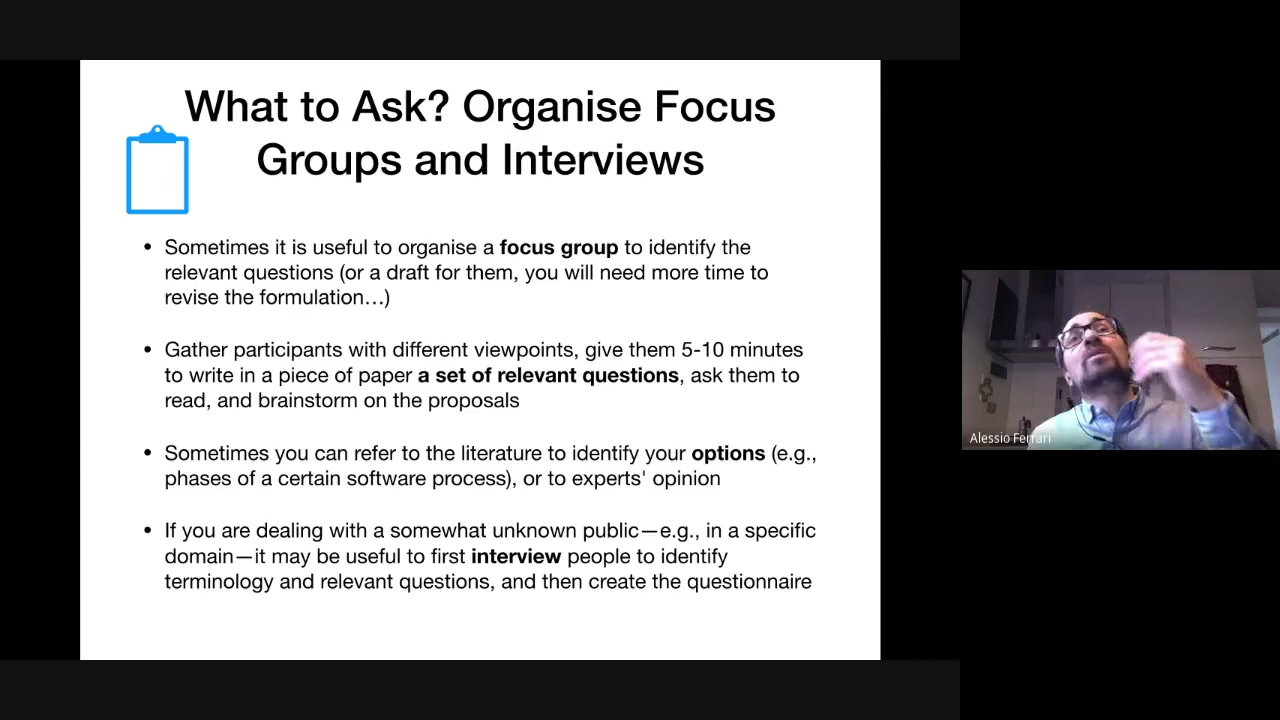 What to Ask? Organise Focus
Groups and Interviews
• Sometimes it is useful to organise a focus group to identify the
relevant questions (or a draft for them, you will need more time to
revise the formulation…)
• Gather participants with different viewpoints, give them 5-10 minutes
to write in a piece of paper a set of relevant questions, ask them to
read, and brainstorm on the proposals
• Sometimes you can refer to the literature to identify your options (e.g.,
phases of a certain software process), or to experts' opinion
• If you are dealing with a somewhat unknown public—e.g., in a specific
domain—it may be useful to first interview people to identify
terminology and relevant questions, and then create the questionnaire
Alessio Ferrari